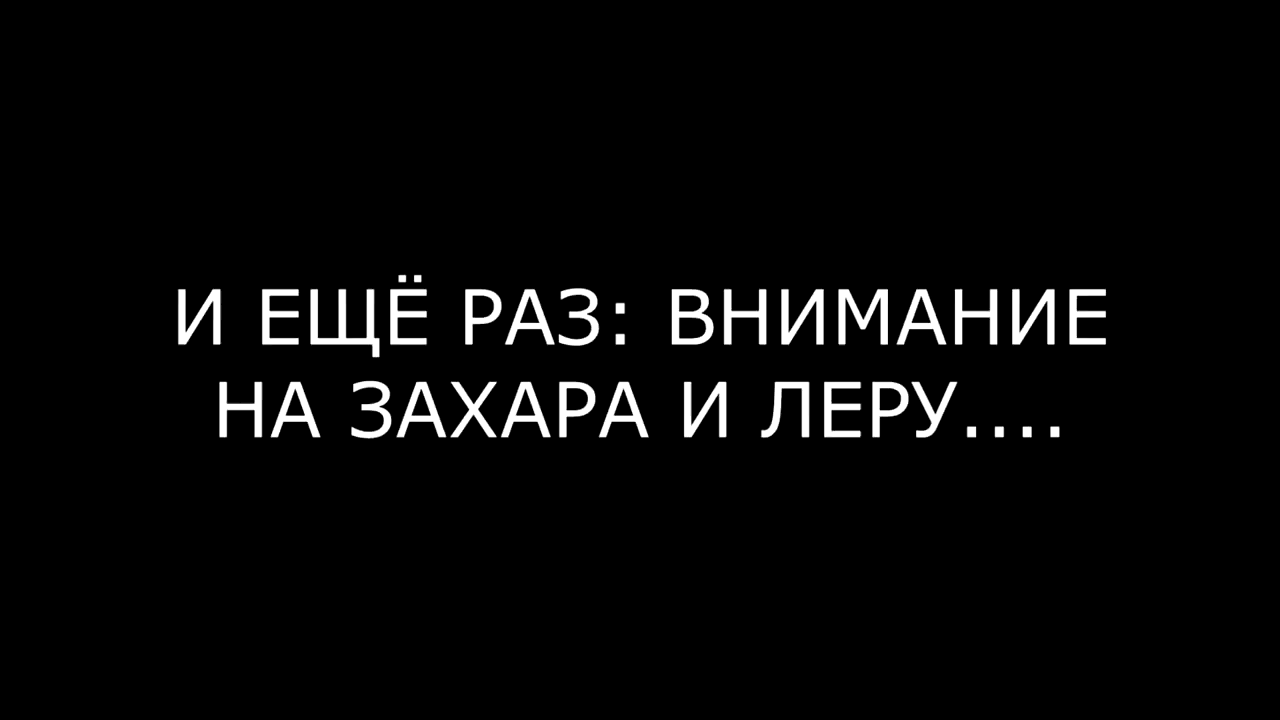 И ЕЩЁ РАЗ: ВНИМАНИЕ
НА ЗАХАРА И ЛЕРУ....